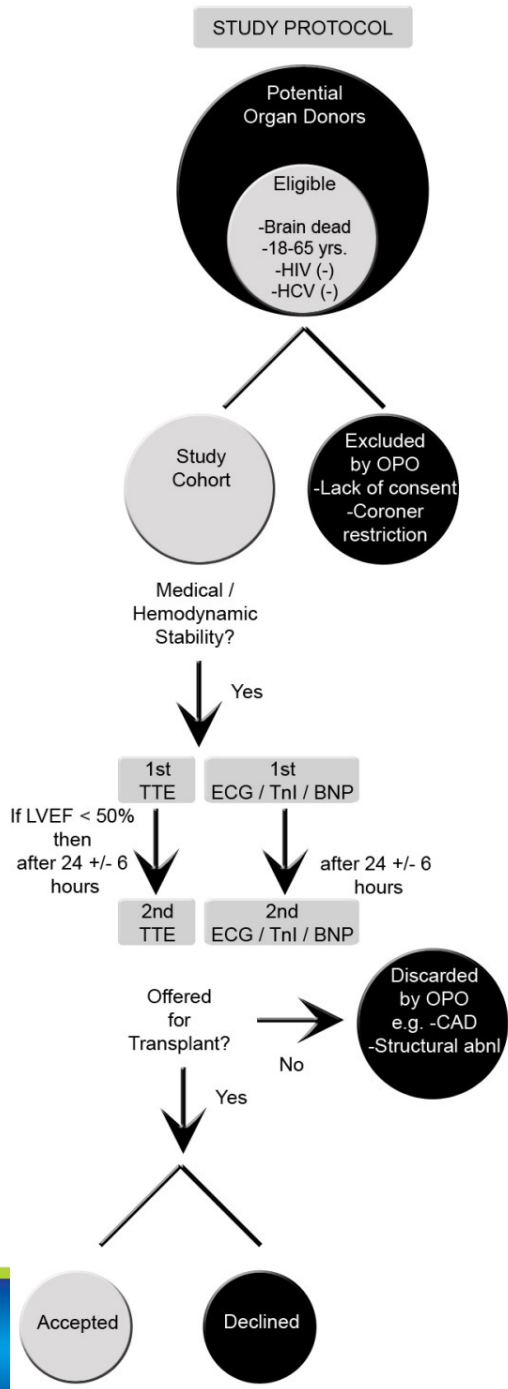 STUDY PROTOCOL
Potential
Organ Donors
Eligible
-Brain dead
-18-65 yrs.
-HIV (-)
-HCV (-)
Study
Cohort
Excluded
by OPO
-Lack of consent
-Coroner
restriction
Medical /
Hemodynamic
Stability?
Yes
1st
TTE
1st
ECG / TnI / BNP
If LVEF < 50%
then
after 24 +/- 6
hours
after 24 +/- 6
hours
2nd
TTE
2nd
ECG / TnI / BNP
Offered
for
Transplant?
No
Discarded
by OPO
e.g. -CAD
-Structural abnl
Yes
Accepted
Declined